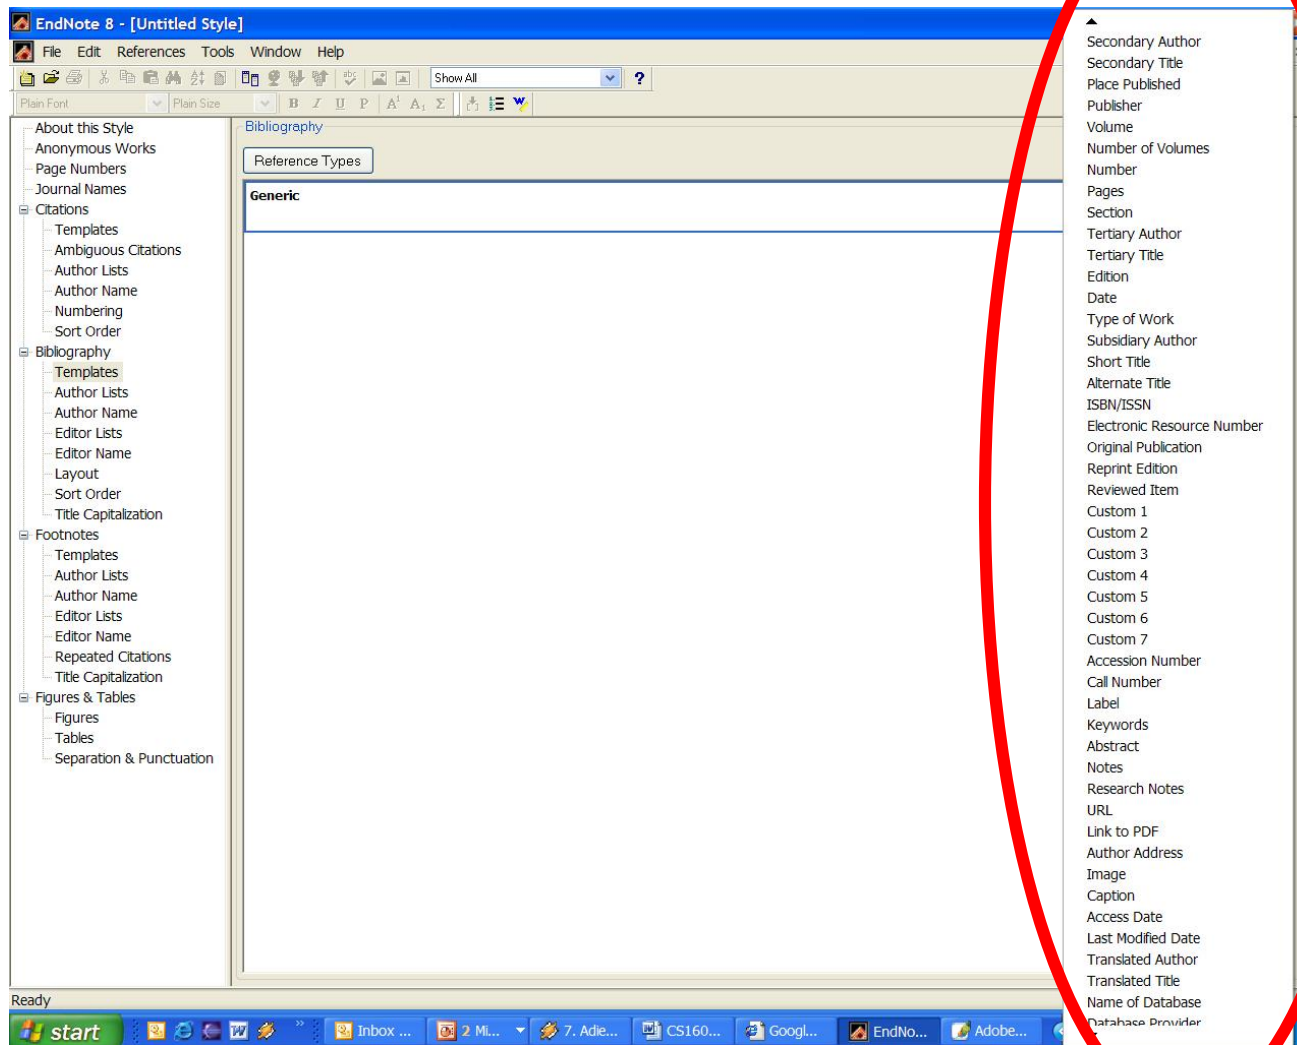 EndNote 8 - [Untitled Style]
File Edit References Tools Window Help
Show All
?
Plain Font Plain Size B I U P A¹ A₁ Σ
About this Style
Anonymous Works
Page Numbers
Journal Names
Citations
Templates
Ambiguous Citations
Author Lists
Author Name
Numbering
Sort Order
Bibliography
Templates
Author Lists
Author Name
Editor Lists
Editor Name
Layout
Sort Order
Title Capitalization
Footnotes
Templates
Author Lists
Author Name
Editor Lists
Editor Name
Repeated Citations
Title Capitalization
Figures & Tables
Figures
Tables
Separation & Punctuation
Bibliography
Reference Types
Generic
Secondary Author
Secondary Title
Place Published
Publisher
Volume
Number of Volumes
Number
Pages
Section
Tertiary Author
Tertiary Title
Edition
Date
Type of Work
Subsidiary Author
Short Title
Alternate Title
ISBN/ISSN
Electronic Resource Number
Original Publication
Reprint Edition
Reviewed Item
Custom 1
Custom 2
Custom 3
Custom 4
Custom 5
Custom 6
Custom 7
Accession Number
Call Number
Label
Keywords
Abstract
Notes
Research Notes
URL
Link to PDF
Author Address
Image
Caption
Access Date
Last Modified Date
Translated Author
Translated Title
Name of Database
Database Provider
Ready
start Inbox ... 2 Mi... 7. Adie... CS160... Googl... EndNo... Adobe...